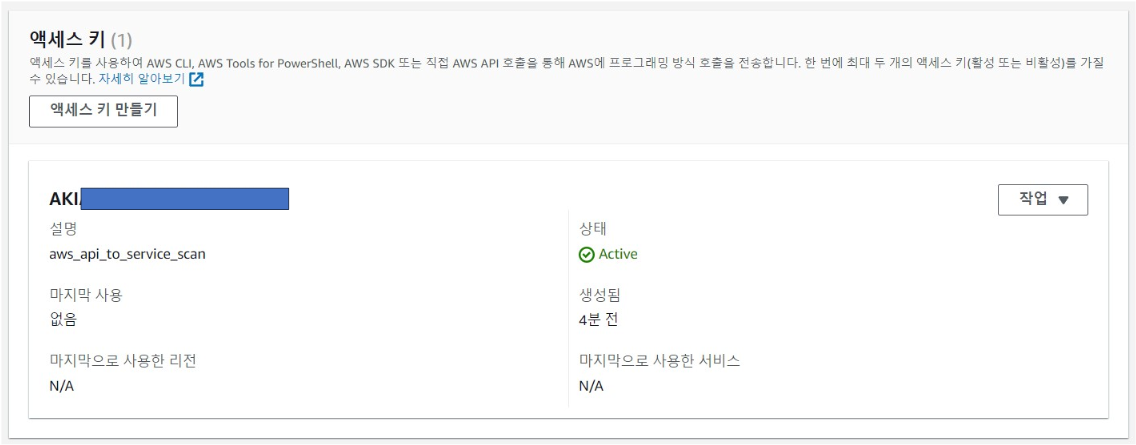 액세스 키 (1)
액세스 키를 사용하여 AWS CLI, AWS Tools for PowerShell, AWS SDK 또는 직접 AWS API 호출을 통해 AWS에 프로그래밍 방식 호출을 전송합니다. 한 번에 최대 두 개의 액세스 키(활성 또는 비활성)를 가질
수 있습니다. 자세히 알아보기
액세스 키 만들기
AKI
작업
설명
aws_api_to_service_scan
상태
Active
마지막 사용
없음
생성됨
4분 전
마지막으로 사용한 리전
N/A
마지막으로 사용한 서비스
N/A